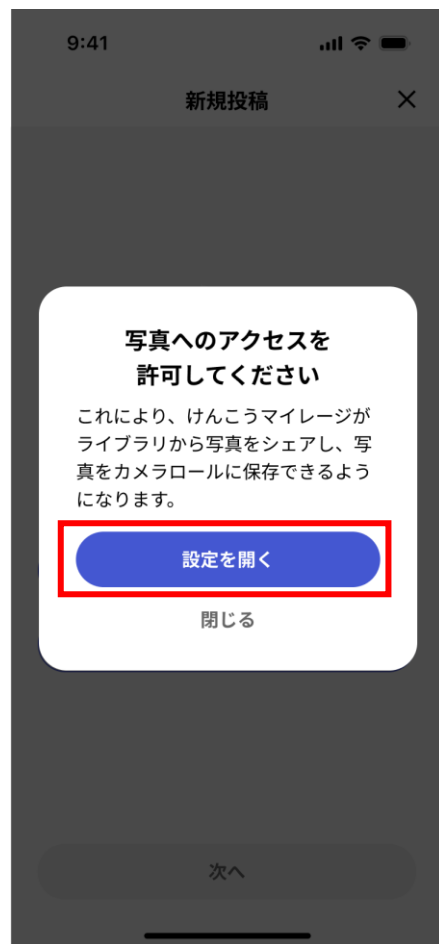 9:41
新規投稿
写真へのアクセスを
許可してください
これにより、けんこうマイレージが
ライブラリから写真をシェアし、写
真をカメラロールに保存できるよう
になります。
設定を開く
閉じる
次へ